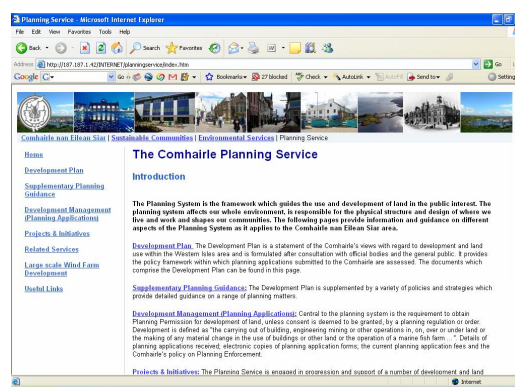 Planning Service - Microsoft Internet Explorer
File Edit View Favorites Tools Help
Back Search Favorites
Address http://187.187.1.42/INTERNET/planningservice/index.htm Go
Google G Go Bookmarks 27 blocked Check AutoLink AutoFill Send to Settings
Comhairle nan Eilean Siar | Sustainable Communities | Environmental Services | Planning Service
Home
Development Plan
Supplementary Planning
Guidance
Development Management
(Planning Applications)
Projects & Initiatives
Related Services
Large scale Wind Farm
Development
Useful Links
The Comhairle Planning Service
Introduction
The Planning System is the framework which guides the use and development of land in the public interest. The
planning system affects our whole environment, is responsible for the physical structure and design of where we
live and work and shapes our communities. The following pages provide information and guidance on different
aspects of the Planning System as it applies to the Comhairle nan Eilean Siar area.
Development Plan The Development Plan is a statement of the Comhairle's views with regard to development and land
use within the Western Isles area and is formulated after consultation with official bodies and the general public. It provides
the policy framework within which planning applications submitted to the Comhairle are assessed. The documents which
comprise the Development Plan can be found in this page.
Supplementary Planning Guidance: The Development Plan is supplemented by a variety of policies and strategies which
provide detailed guidance on a range of planning matters.
Development Management (Planning Applications): Central to the planning system is the requirement to obtain
Planning Permission for development of land, unless consent is deemed to be granted, by a planning regulation or order.
Development is defined as "the carrying out of building, engineering mining or other operations in, on, over or under land or
the making of any material change in the use of buildings or other land or the operation of a marine fish farm ... ". Details of
planning applications received, electronic copies of planning application forms; the current planning application fees and the
Comhairle's policy on Planning Enforcement.
Projects & Initiatives: The Planning Service is engaged in progression and support of a number of development and land
Internet